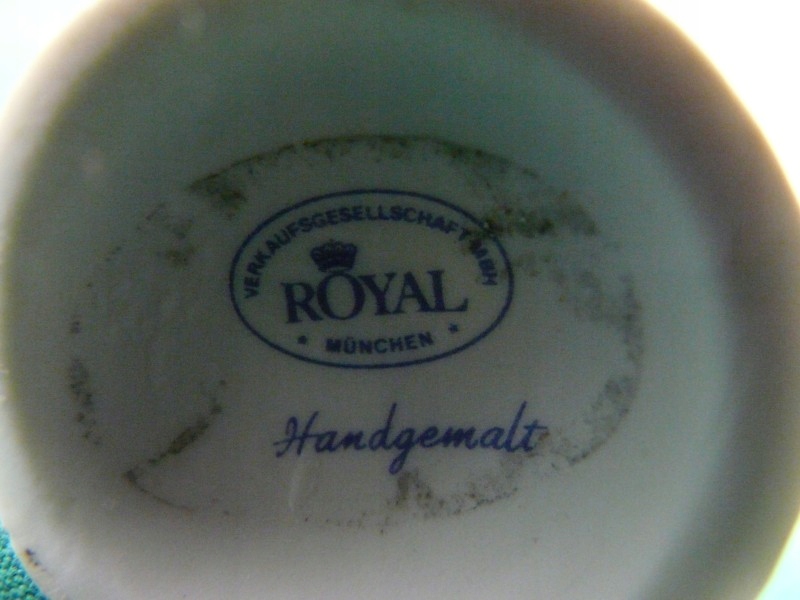 VERKAUFSGESELLSCHAFT MBH
ROYAL
* MÜNCHEN *
Handgemalt